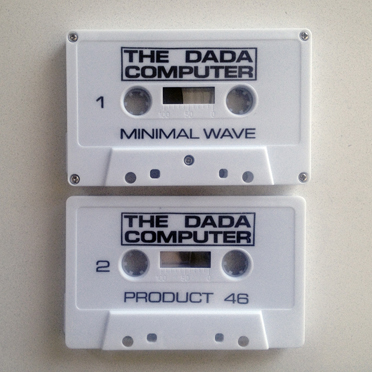 THE DADA
COMPUTER
1
MINIMAL WAVE
THE DADA
COMPUTER
2
PRODUCT 46